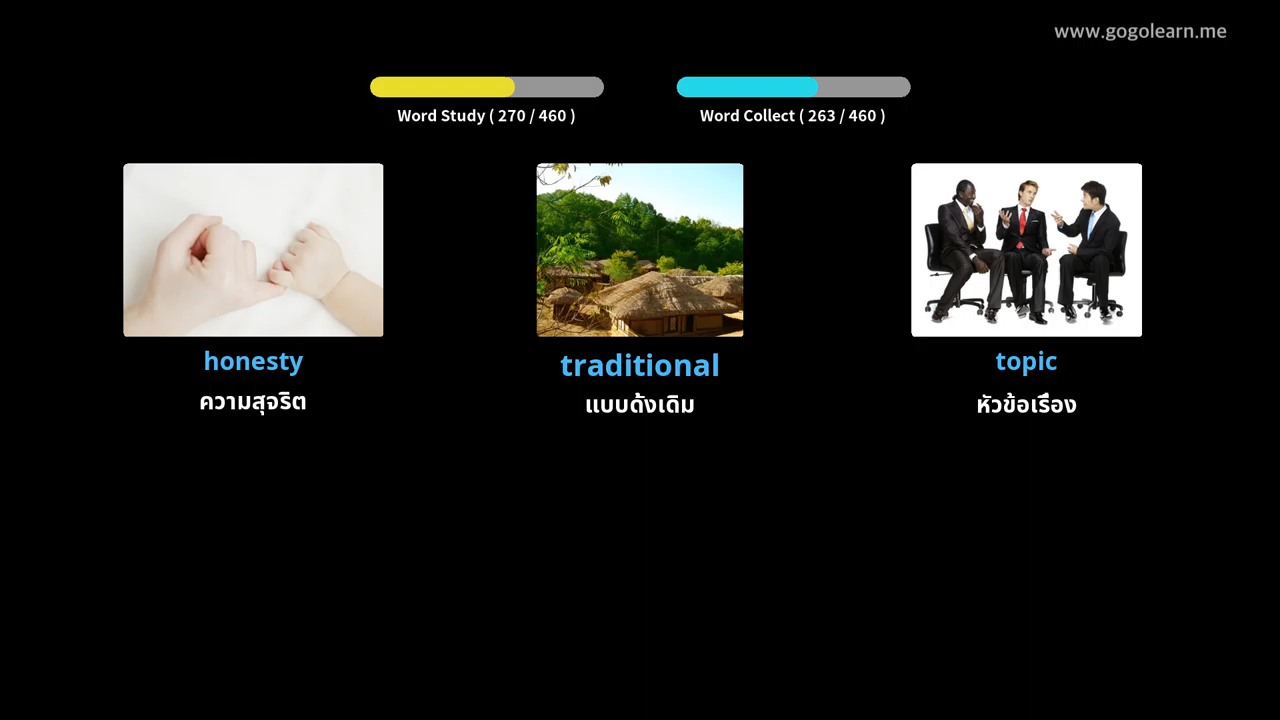 www.gogolearn.me
Word Study ( 270 / 460 )
Word Collect ( 263 / 460 )
honesty
traditional
topic
ความสุจริต
แบบดั้งเดิม
หัวข้อเรื่อง